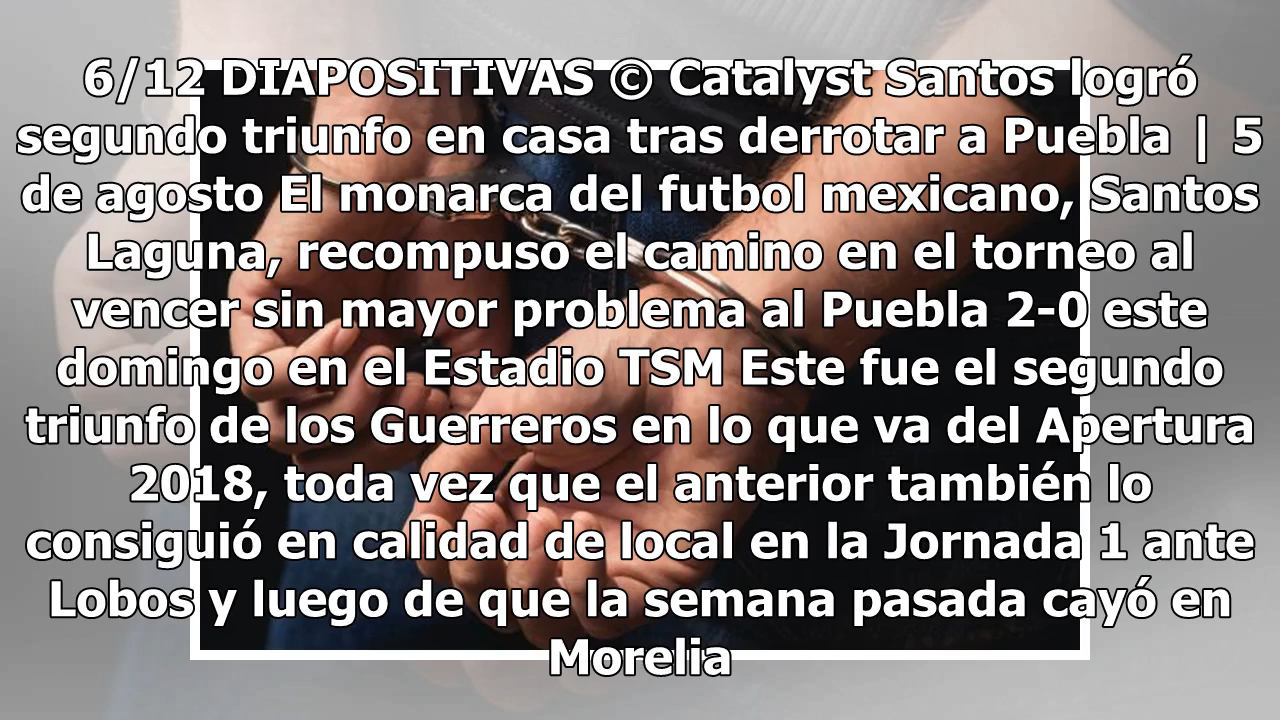 6/12 DIAPOSITIVAS © Catalyst Santos logró
segundo triunfo en casa tras derrotar a Puebla | 5
de agosto El monarca del futbol mexicano, Santos
Laguna, recompuso el camino en el torneo al
vencer sin mayor problema al Puebla 2-0 este
domingo en el Estadio TSM Este fue el segundo
triunfo de los Guerreros en lo que va del Apertura
2018, toda vez que el anterior también lo
consiguió en calidad de local en la Jornada 1 ante
Lobos y luego de que la semana pasada cayó en
Morelia